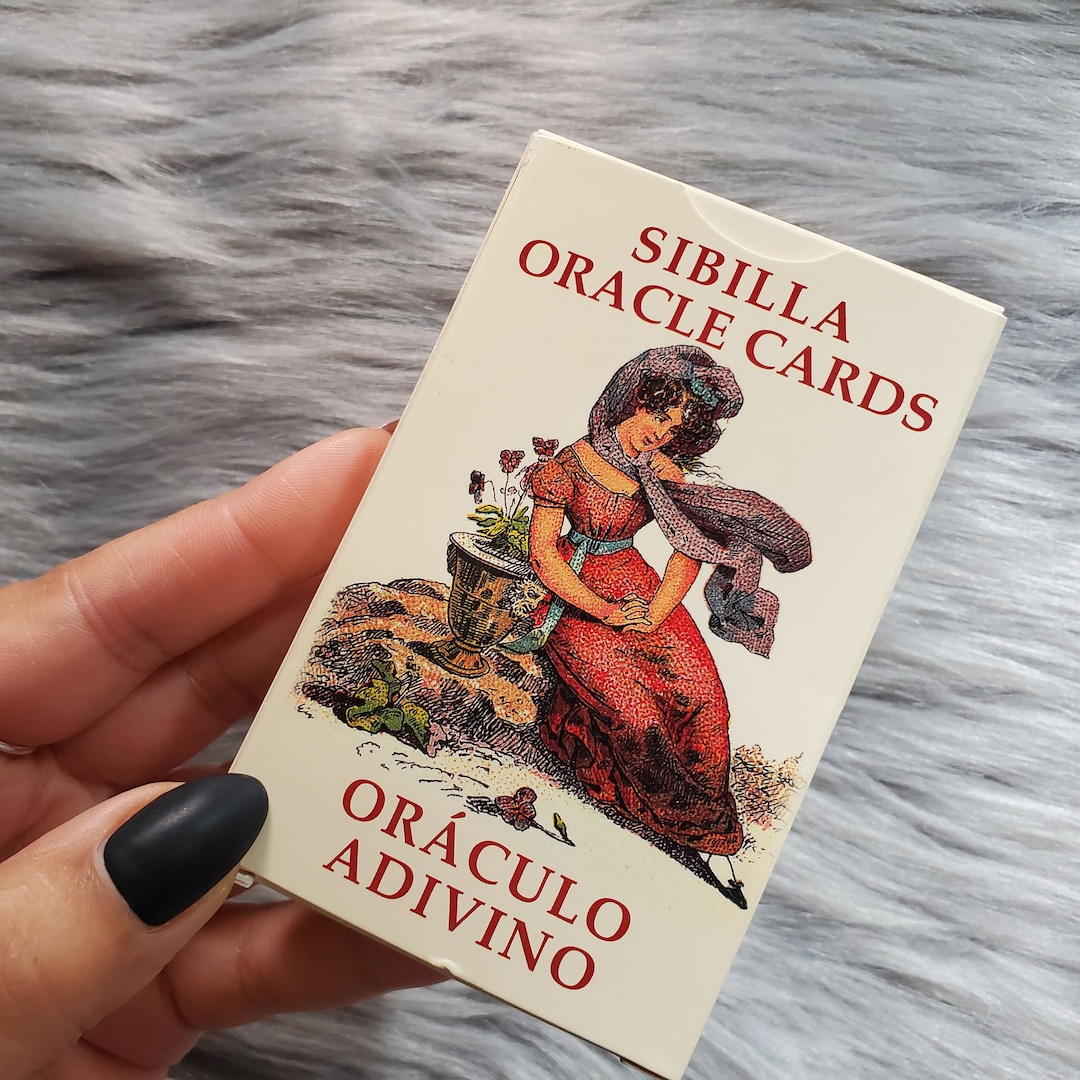 SIBILLA
ORACLE CARDS
ORÁCULO
ADIVINO